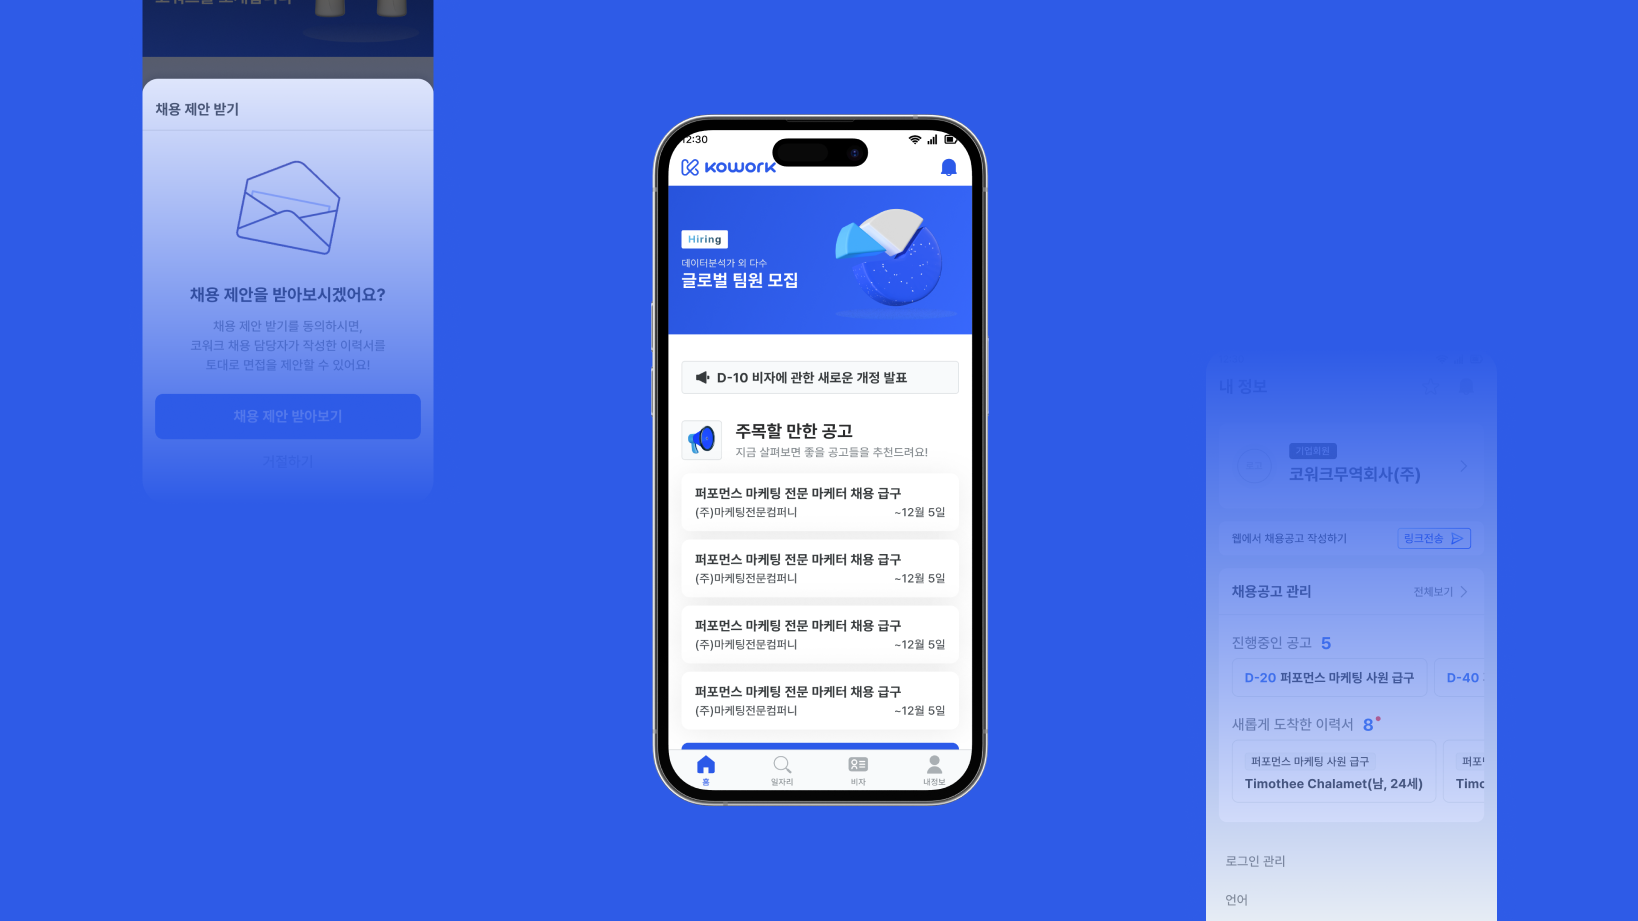 채용 제안 받기
채용 제안을 받아보시겠어요?
채용 제안 받기를 동의하시면,
코워크 채용 담당자가 작성한 이력서를
토대로 면접을 제안할 수 있어요!
채용 제안 받아보기
거절하기
12:30
kowork
Hiring
데이터분석가 외 다수
글로벌 팀원 모집
D-10 비자에 관한 새로운 개정 발표
주목할 만한 공고
지금 살펴보면 좋을 공고들을 추천드려요!
퍼포먼스 마케팅 전문 마케터 채용 급구
(주)마케팅전문컴퍼니 ~12월 5일
퍼포먼스 마케팅 전문 마케터 채용 급구
(주)마케팅전문컴퍼니 ~12월 5일
퍼포먼스 마케팅 전문 마케터 채용 급구
(주)마케팅전문컴퍼니 ~12월 5일
퍼포먼스 마케팅 전문 마케터 채용 급구
(주)마케팅전문컴퍼니 ~12월 5일
홈 일자리 비자 내정보
내 정보
기업회원
코워크무역회사(주)
웹에서 채용공고 작성하기 링크전송
채용공고 관리 전체보기
진행중인 공고 5
D-20 퍼포먼스 마케팅 사원 급구 D-40
새롭게 도착한 이력서 8
퍼포먼스 마케팅 사원 급구 퍼포
Timothee Chalamet(남, 24세) Timo
로그인 관리
언어